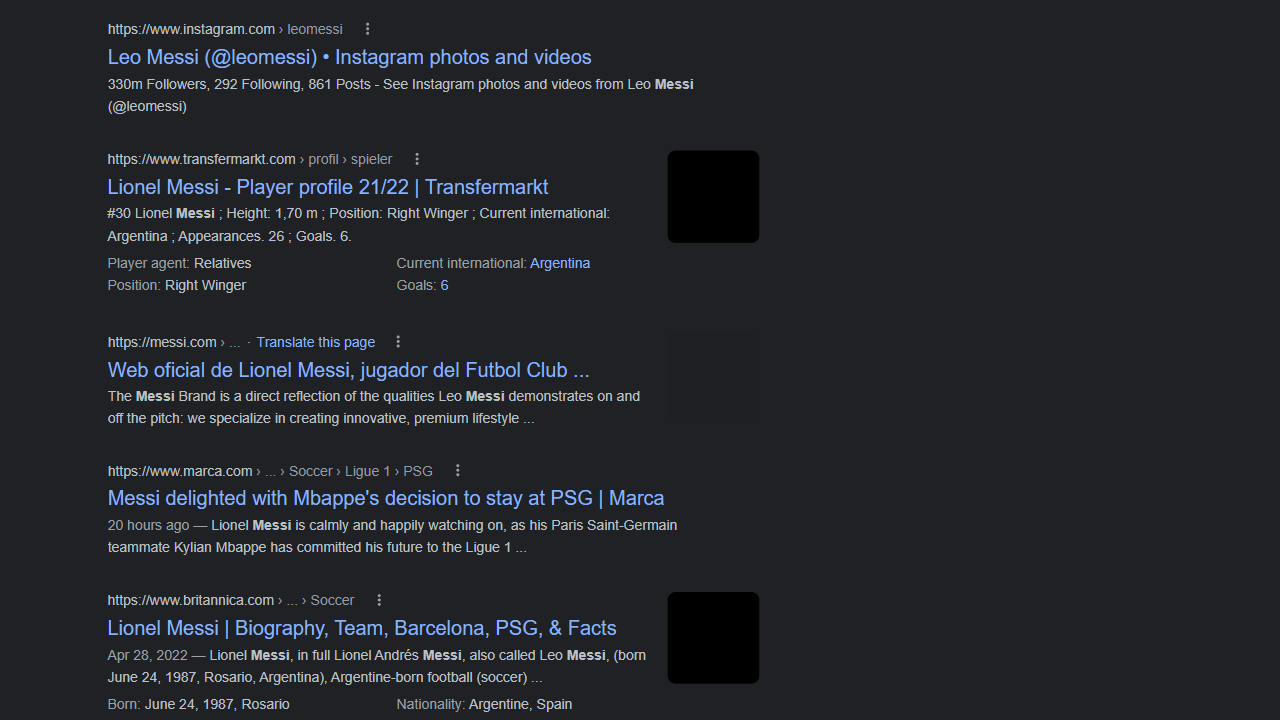 https://www.instagram.com › leomessi
Leo Messi (@leomessi) • Instagram photos and videos
330m Followers, 292 Following, 861 Posts - See Instagram photos and videos from Leo Messi
(@leomessi)
https://www.transfermarkt.com › profil › spieler
Lionel Messi - Player profile 21/22 | Transfermarkt
#30 Lionel Messi ; Height: 1,70 m ; Position: Right Winger ; Current international:
Argentina ; Appearances. 26 ; Goals. 6.
Player agent: Relatives Current international: Argentina
Position: Right Winger Goals: 6
https://messi.com › ... · Translate this page
Web oficial de Lionel Messi, jugador del Futbol Club ...
The Messi Brand is a direct reflection of the qualities Leo Messi demonstrates on and
off the pitch: we specialize in creating innovative, premium lifestyle ...
https://www.marca.com › ... › Soccer › Ligue 1 › PSG
Messi delighted with Mbappe's decision to stay at PSG | Marca
20 hours ago — Lionel Messi is calmly and happily watching on, as his Paris Saint-Germain
teammate Kylian Mbappe has committed his future to the Ligue 1 ...
https://www.britannica.com › ... › Soccer
Lionel Messi | Biography, Team, Barcelona, PSG, & Facts
Apr 28, 2022 — Lionel Messi, in full Lionel Andrés Messi, also called Leo Messi, (born
June 24, 1987, Rosario, Argentina), Argentine-born football (soccer) ...
Born: June 24, 1987, Rosario Nationality: Argentine, Spain